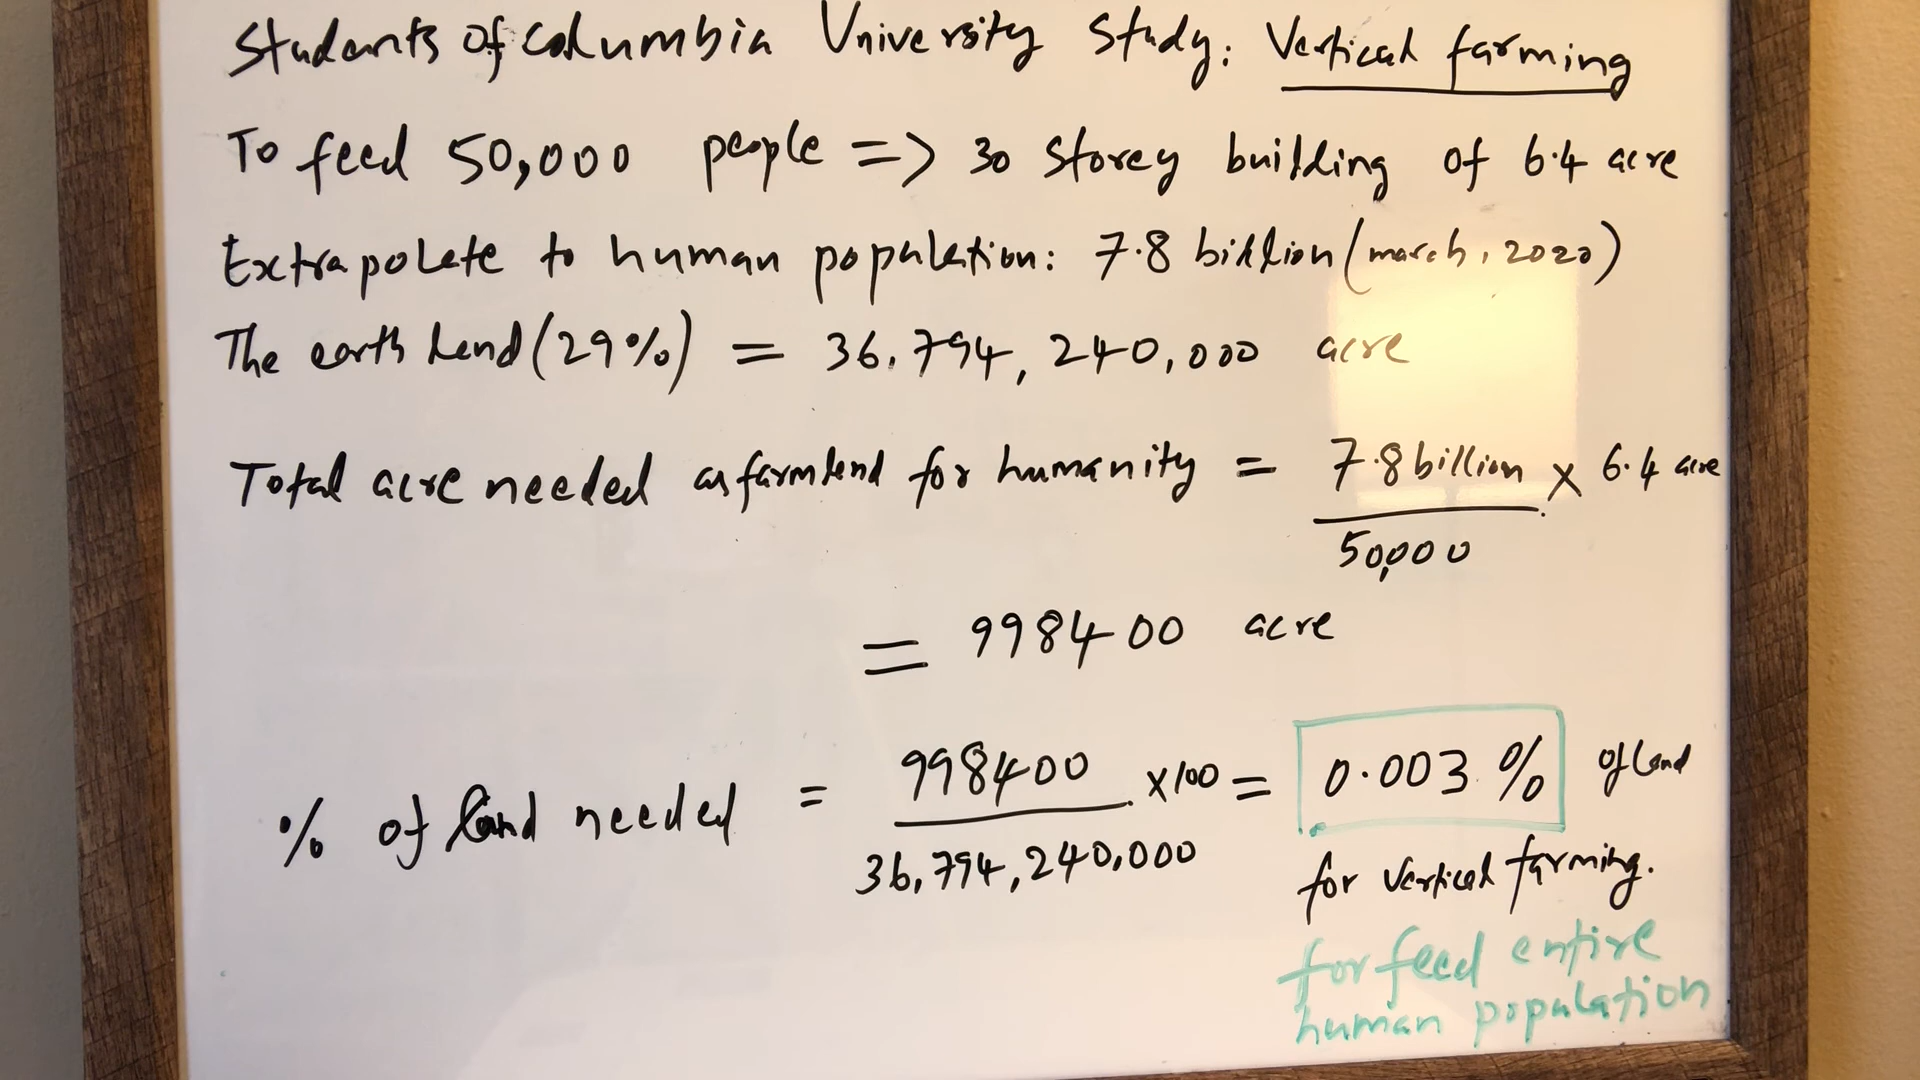 Students of Columbia University Study: Vertical farming
To feed 50,000 people => 30 Storey building of 6.4 acre
Extrapolate to human population: 7.8 billion (march, 2020)
The earth land (29%) = 36,794,240,000 acre
Total acre needed as farmland for humanity = 7.8 billion × 6.4 acre
50,000
= 998400 acre
% of land needed = 998400 ×100 = 0.003 % of land
36,794,240,000
for vertical farming.
for feed entire
human population